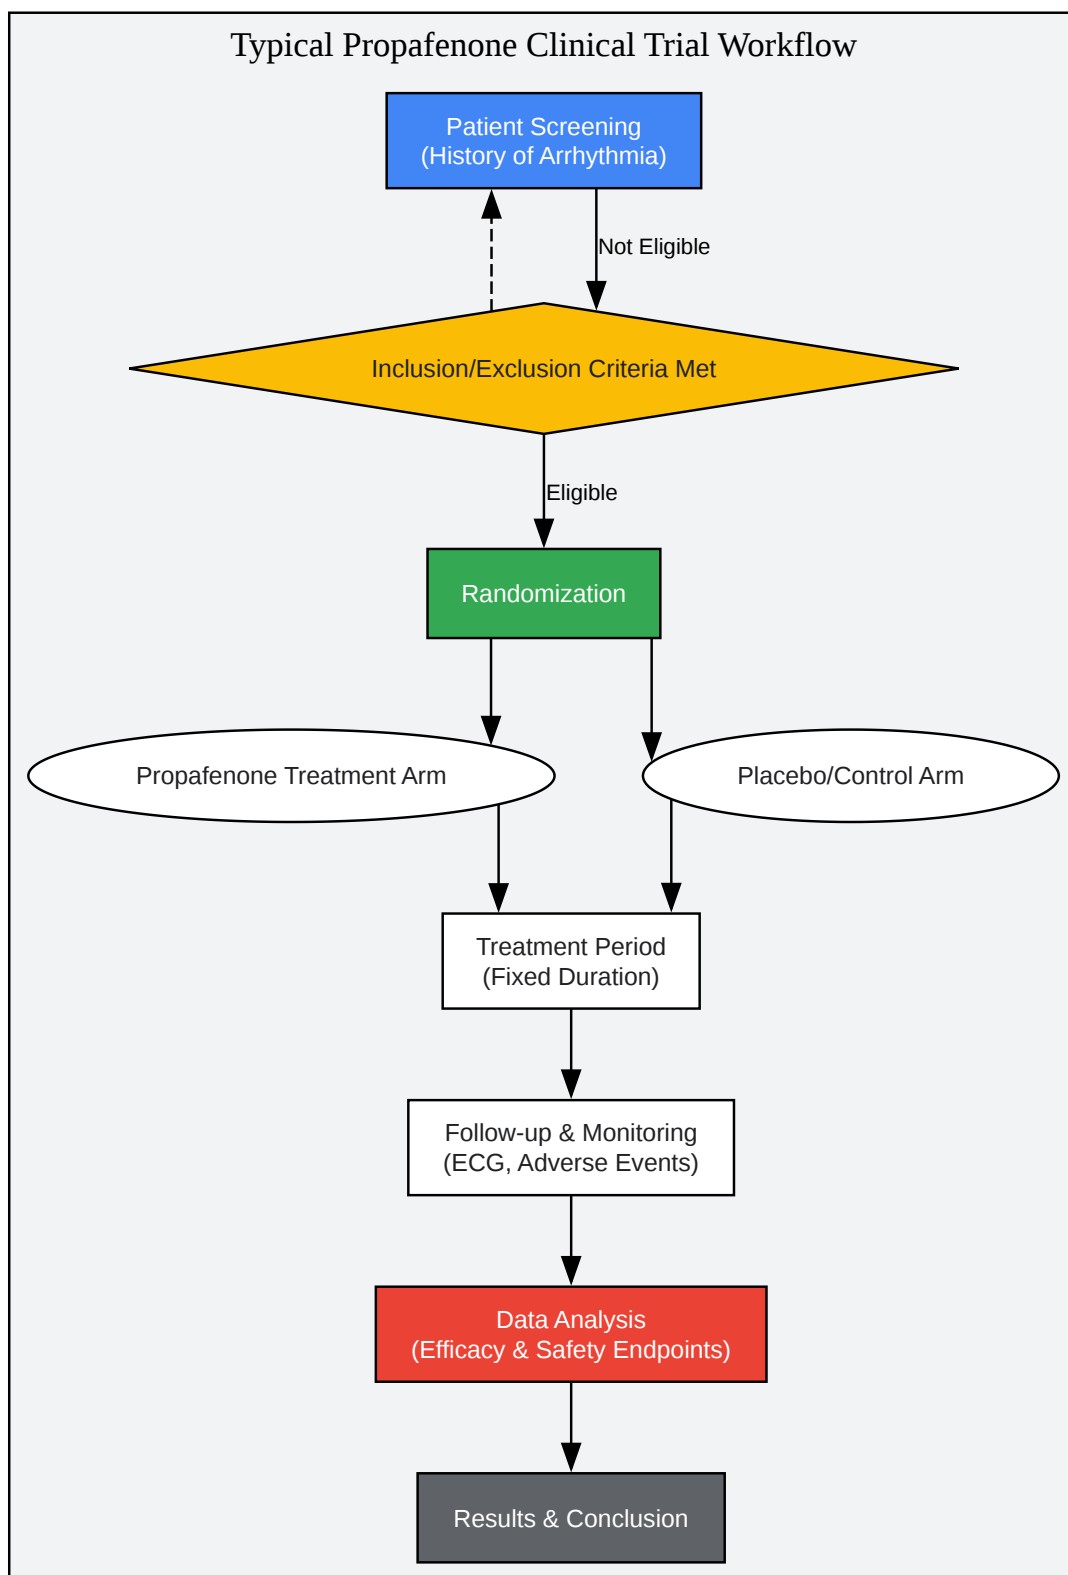 Typical Propafenone Clinical Trial Workflow
Patient Screening
(History of Arrhythmia)
Not Eligible
Inclusion/Exclusion Criteria Met
Eligible
Randomization
Propafenone Treatment Arm
Placebo/Control Arm
Treatment Period
(Fixed Duration)
Follow-up & Monitoring
(ECG, Adverse Events)
Data Analysis
(Efficacy & Safety Endpoints)
Results & Conclusion